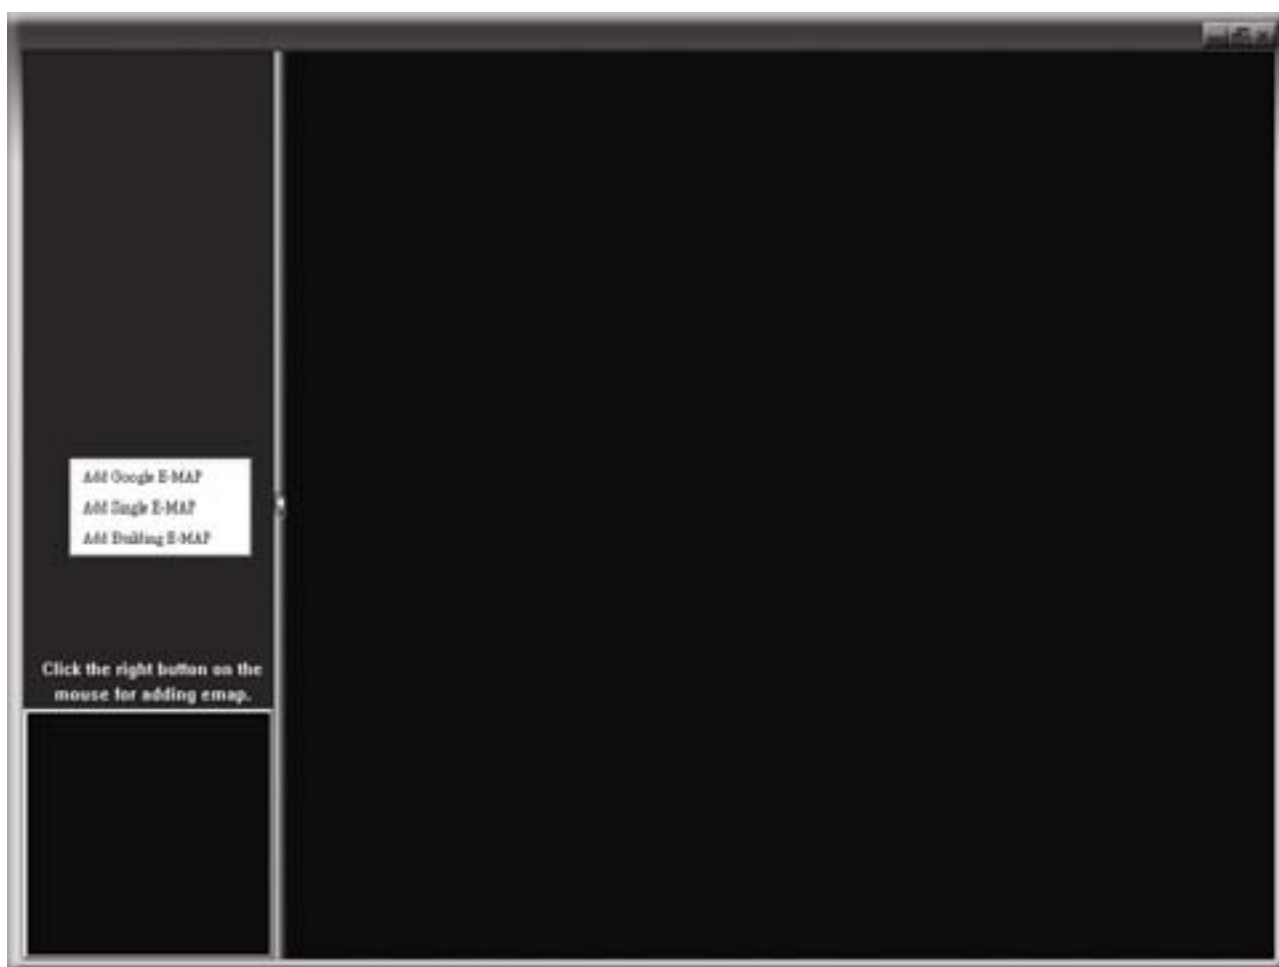 Add Google E-MAP
Add Single E-MAP
Add Building E-MAP
Click the right button on the
mouse for adding emap.